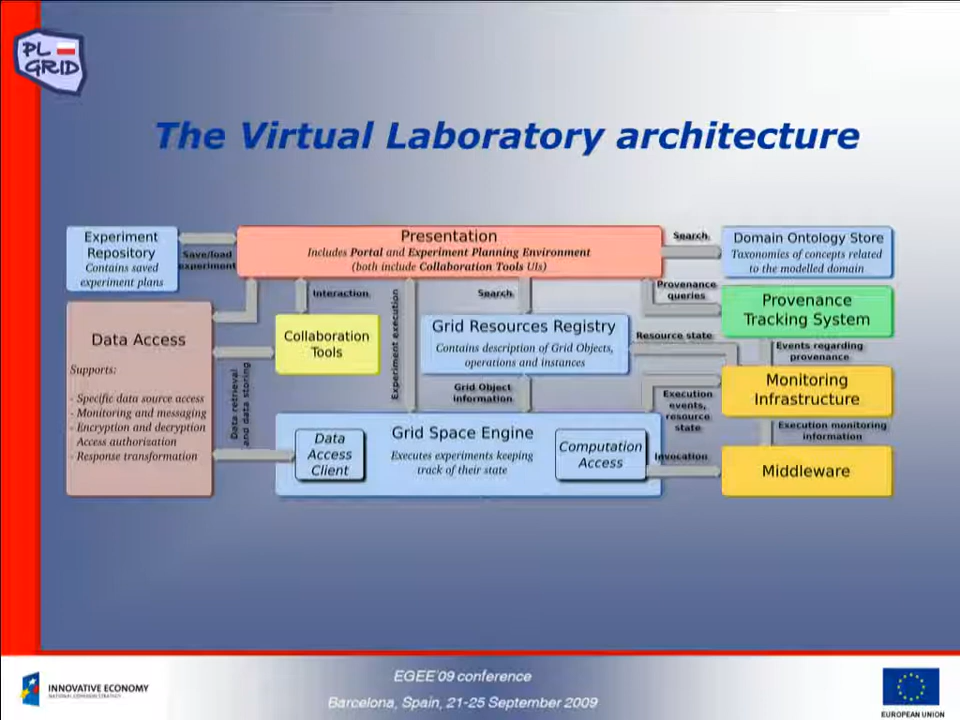 PL
GRID
The Virtual Laboratory architecture
Experiment
Repository
Contains saved
experiment plans
Save/load
experiment
Presentation
Includes Portal and Experiment Planning Environment
(both include Collaboration Tools UIs)
Search
Domain Ontology Store
Taxonomies of concepts related
to the modelled domain
Data Access
Supports:
- Specific data source access
- Monitoring and messaging
- Encryption and decryption
- Access authorization
- Response transformation
Interaction
Collaboration
Tools
Data retrieval
and data storing
Experiment execution
Search
Grid Resources Registry
Contains description of Grid Objects,
operations and instances
Grid Object
information
Provenance
queries
Provenance
Tracking System
Resource state
Events regarding
provenance
Monitoring
Infrastructure
Execution
events,
resource
state
Execution monitoring
information
Grid Space Engine
Executes experiments keeping
track of their state
Data
Access
Client
Computation
Access
Invocation
Middleware
INNOVATIVE ECONOMY
NATIONAL COHESION STRATEGY
EGEE'09 conference
Barcelona, Spain, 21-25 September 2009
EUROPEAN UNION